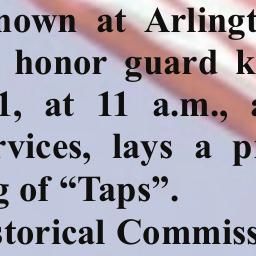 nown at Arlingt
honor guard k
1, at 11 a.m., a
rvices, lays a p
g of “Taps”.
storical Commiss